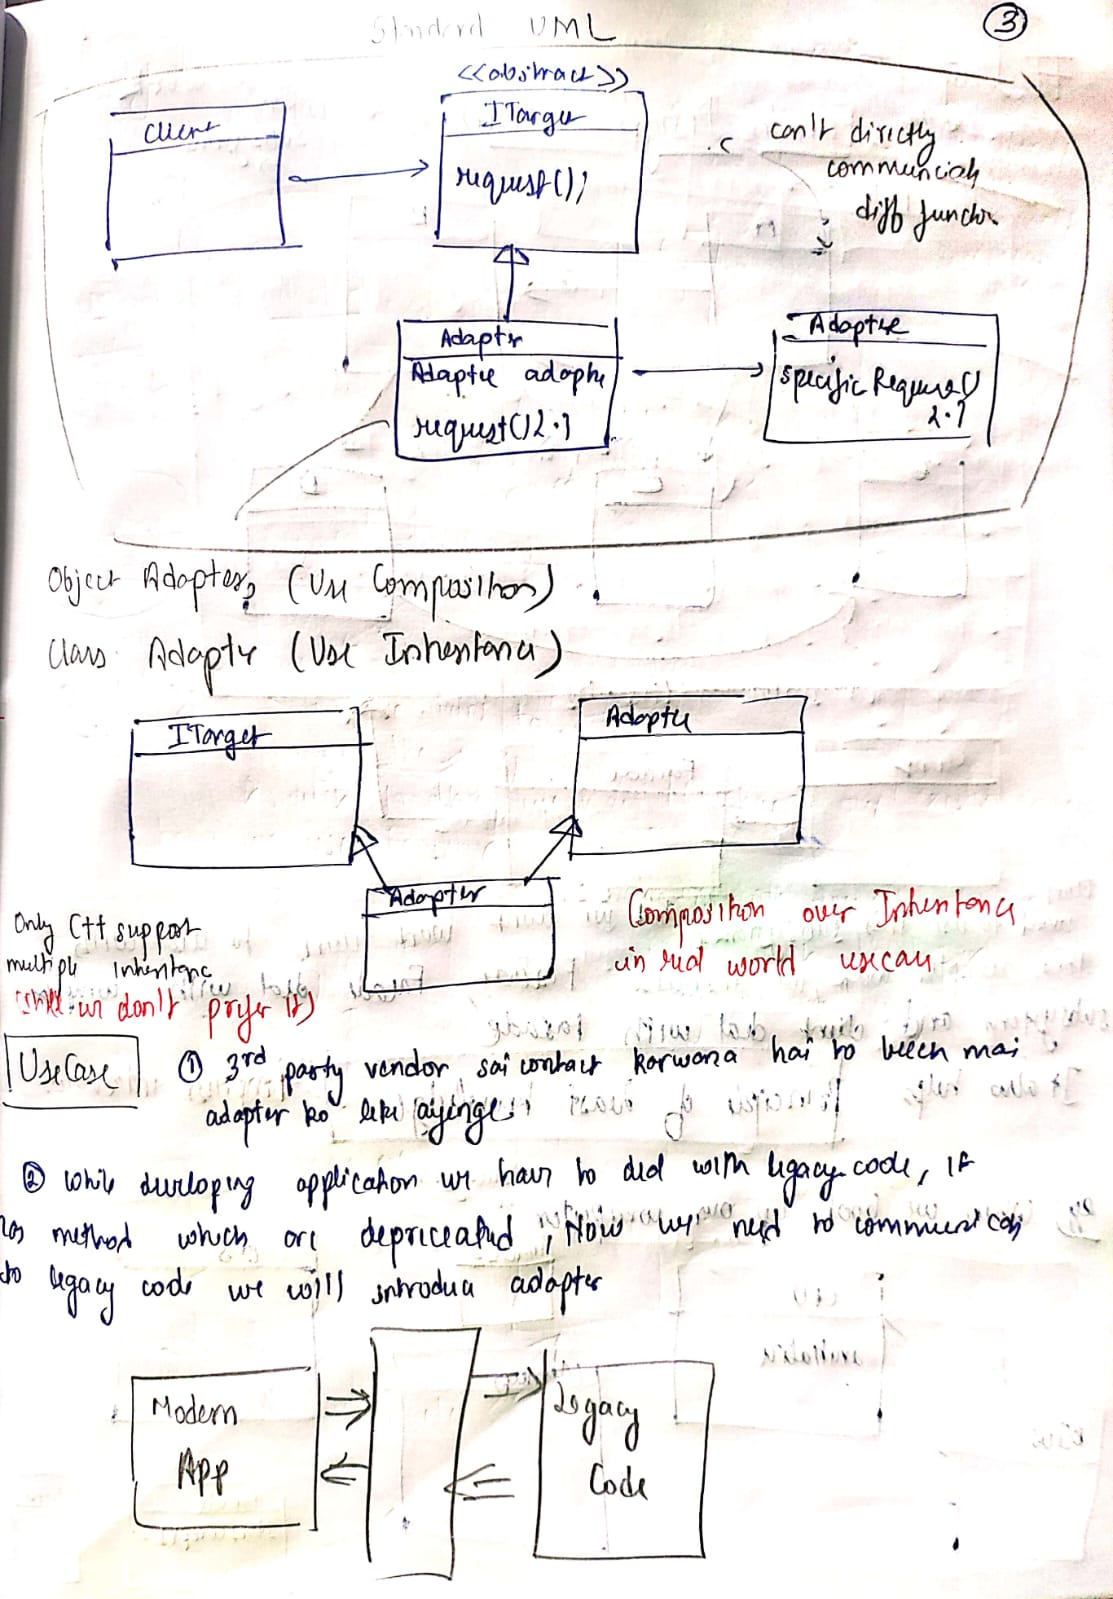 Standard UML
3
<<abstract>>
Client
ITarget
request();
can't directly
communicate
diff function
Adapter
Adaptee adaptee
request(){.}
Adaptee
specificRequest()
{.}
Object Adapter, (Use Composition)
Class Adapter (Use Inheritance)
ITarget
Adaptee
Adapter
Only C++ support
multiple Inheritance
(still we don't prefer it)
Composition over Inheritance
in real world usecase
UseCase
① 3rd party vendor sai contact karwana hai to beech mai
adapter ko leke ayinge
② While developing application we have to deal with legacy code, if
has method which are depriceated, Now we need to communicate
to legacy code we will introduce adapter
Modern
App
Legacy
Code